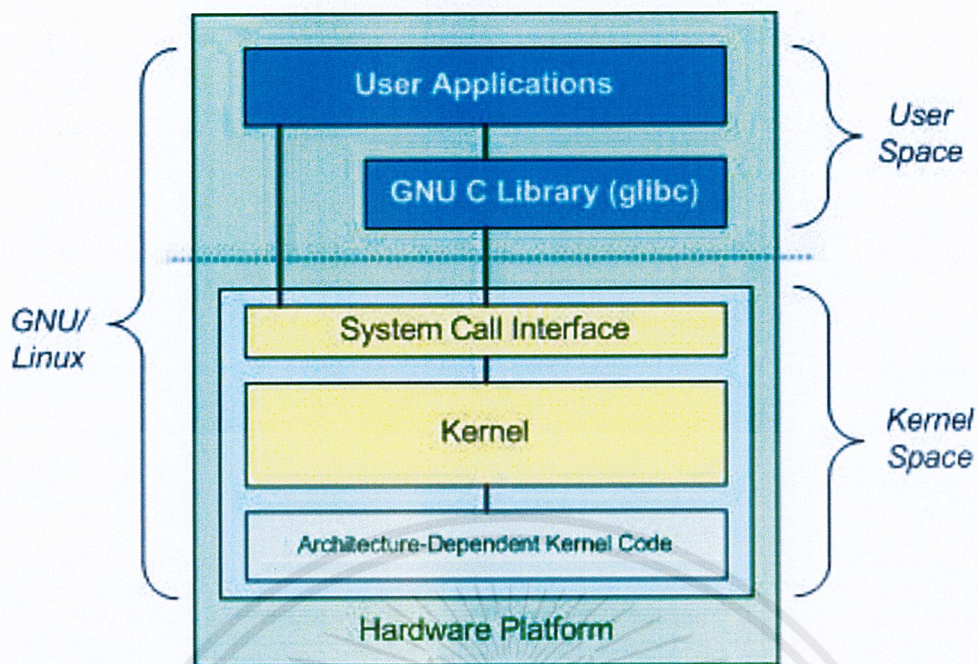 User Applications
GNU C Library (glibc)
User
Space
GNU/
Linux
System Call Interface
Kernel
Kernel
Space
Architecture-Dependent Kernel Code
Hardware Platform